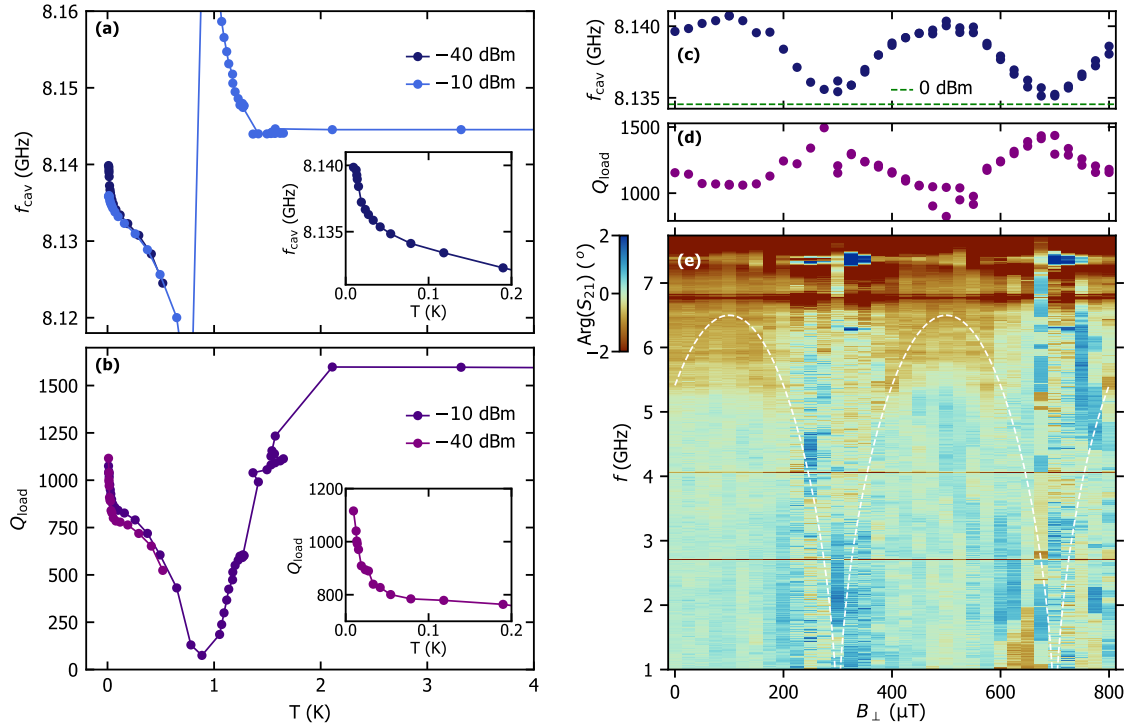 (a)
8.16
8.15
8.14
8.13
8.12
f_cav (GHz)
−40 dBm
−10 dBm
8.140
8.135
f_cav (GHz)
0.0
0.1
0.2
T (K)
(b)
1500
1250
1000
750
500
250
0
Q_load
−10 dBm
−40 dBm
1200
1000
800
Q_load
0.0
0.1
0.2
T (K)
0
1
2
3
4
T (K)
(c)
8.140
8.135
f_cav
(GHz)
0 dBm
(d)
1500
1000
Q_load
(e)
2
0
−2
Arg(S_21) (°)
7
6
5
4
3
2
1
f (GHz)
0
200
400
600
800
B_⊥ (μT)